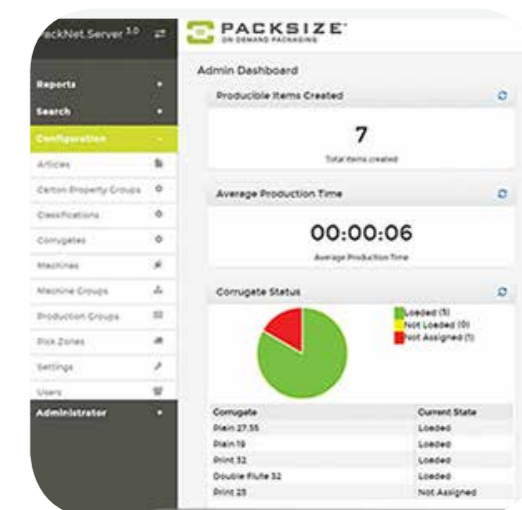 PackNet.Server 3.0
PACKSIZE
ON DEMAND PACKAGING
Reports
Search
Configuration
Articles
Carton Property Groups
Classifications
Corrugates
Machines
Machine Groups
Production Groups
Pick Zones
Settings
Users
Administrator
Admin Dashboard
Producible Items Created
7
Total items created
Average Production Time
00:00:06
Average Production Time
Corrugate Status
Loaded (5)
Not Loaded (0)
Not Assigned (1)
Corrugate Current State
Plain 27.55 Loaded
Plain 19 Loaded
Print 32 Loaded
Double Flute 32 Loaded
Print 25 Not Assigned